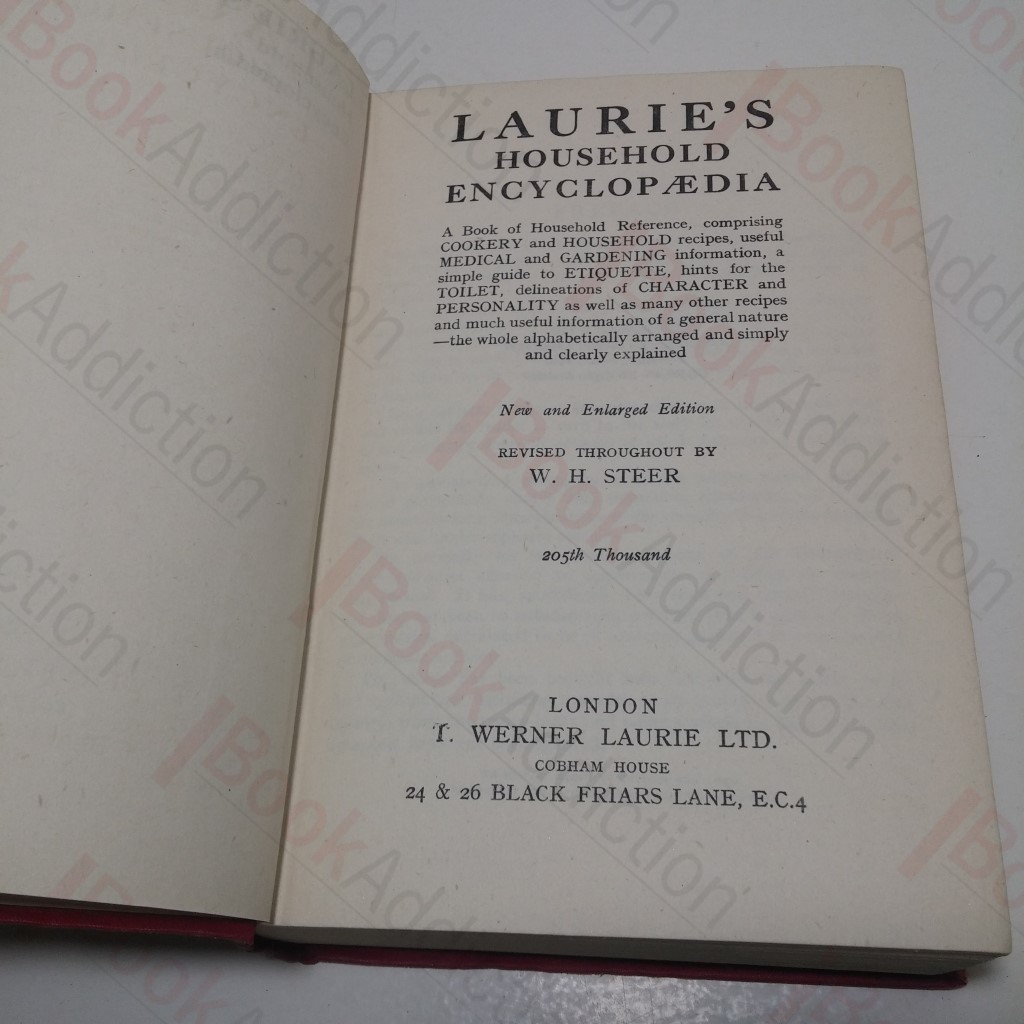 LAURIE'S
HOUSEHOLD
ENCYCLOPÆDIA
A Book of Household Reference, comprising
COOKERY and HOUSEHOLD recipes, useful
MEDICAL and GARDENING information, a
simple guide to ETIQUETTE, hints for the
TOILET, delineations of CHARACTER and
PERSONALITY as well as many other recipes
and much useful information of a general nature
—the whole alphabetically arranged and simply
and clearly explained
New and Enlarged Edition
REVISED THROUGHOUT BY
W. H. STEER
205th Thousand
LONDON
T. WERNER LAURIE LTD.
COBHAM HOUSE
24 & 26 BLACK FRIARS LANE, E.C.4
BookAddiction